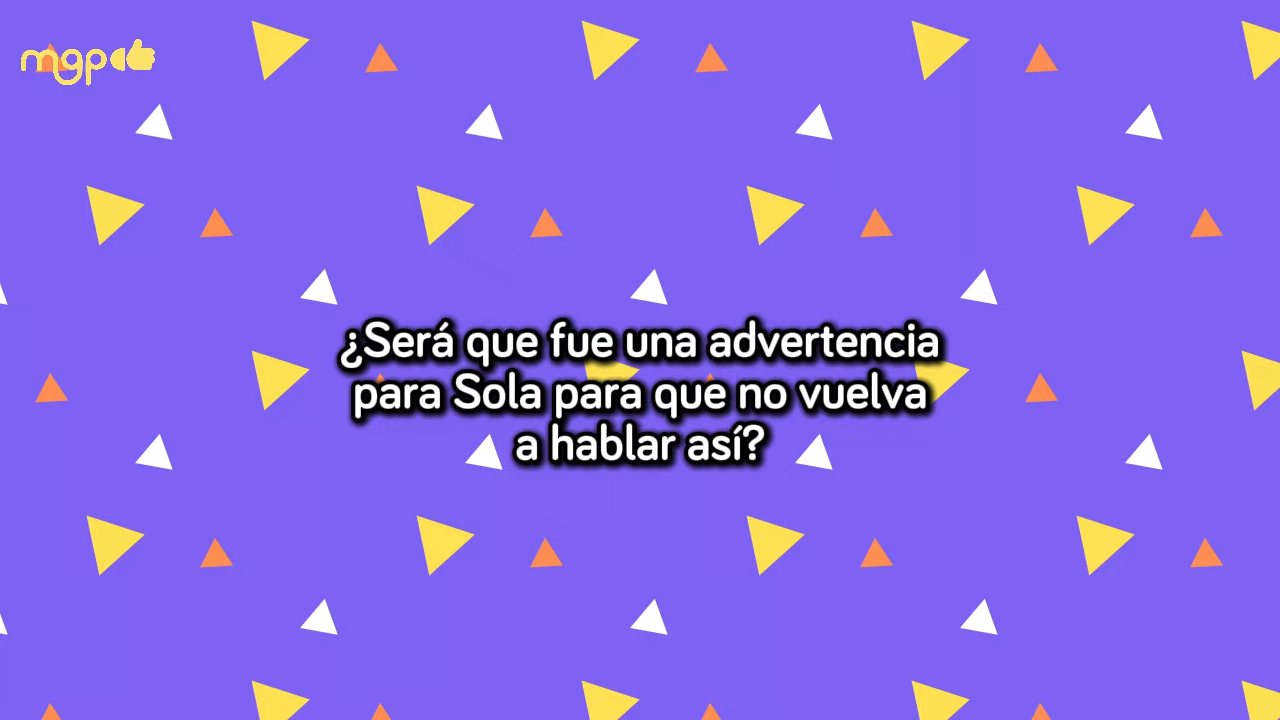 mgp
¿Será que fue una advertencia
para Sola para que no vuelva
a hablar así?